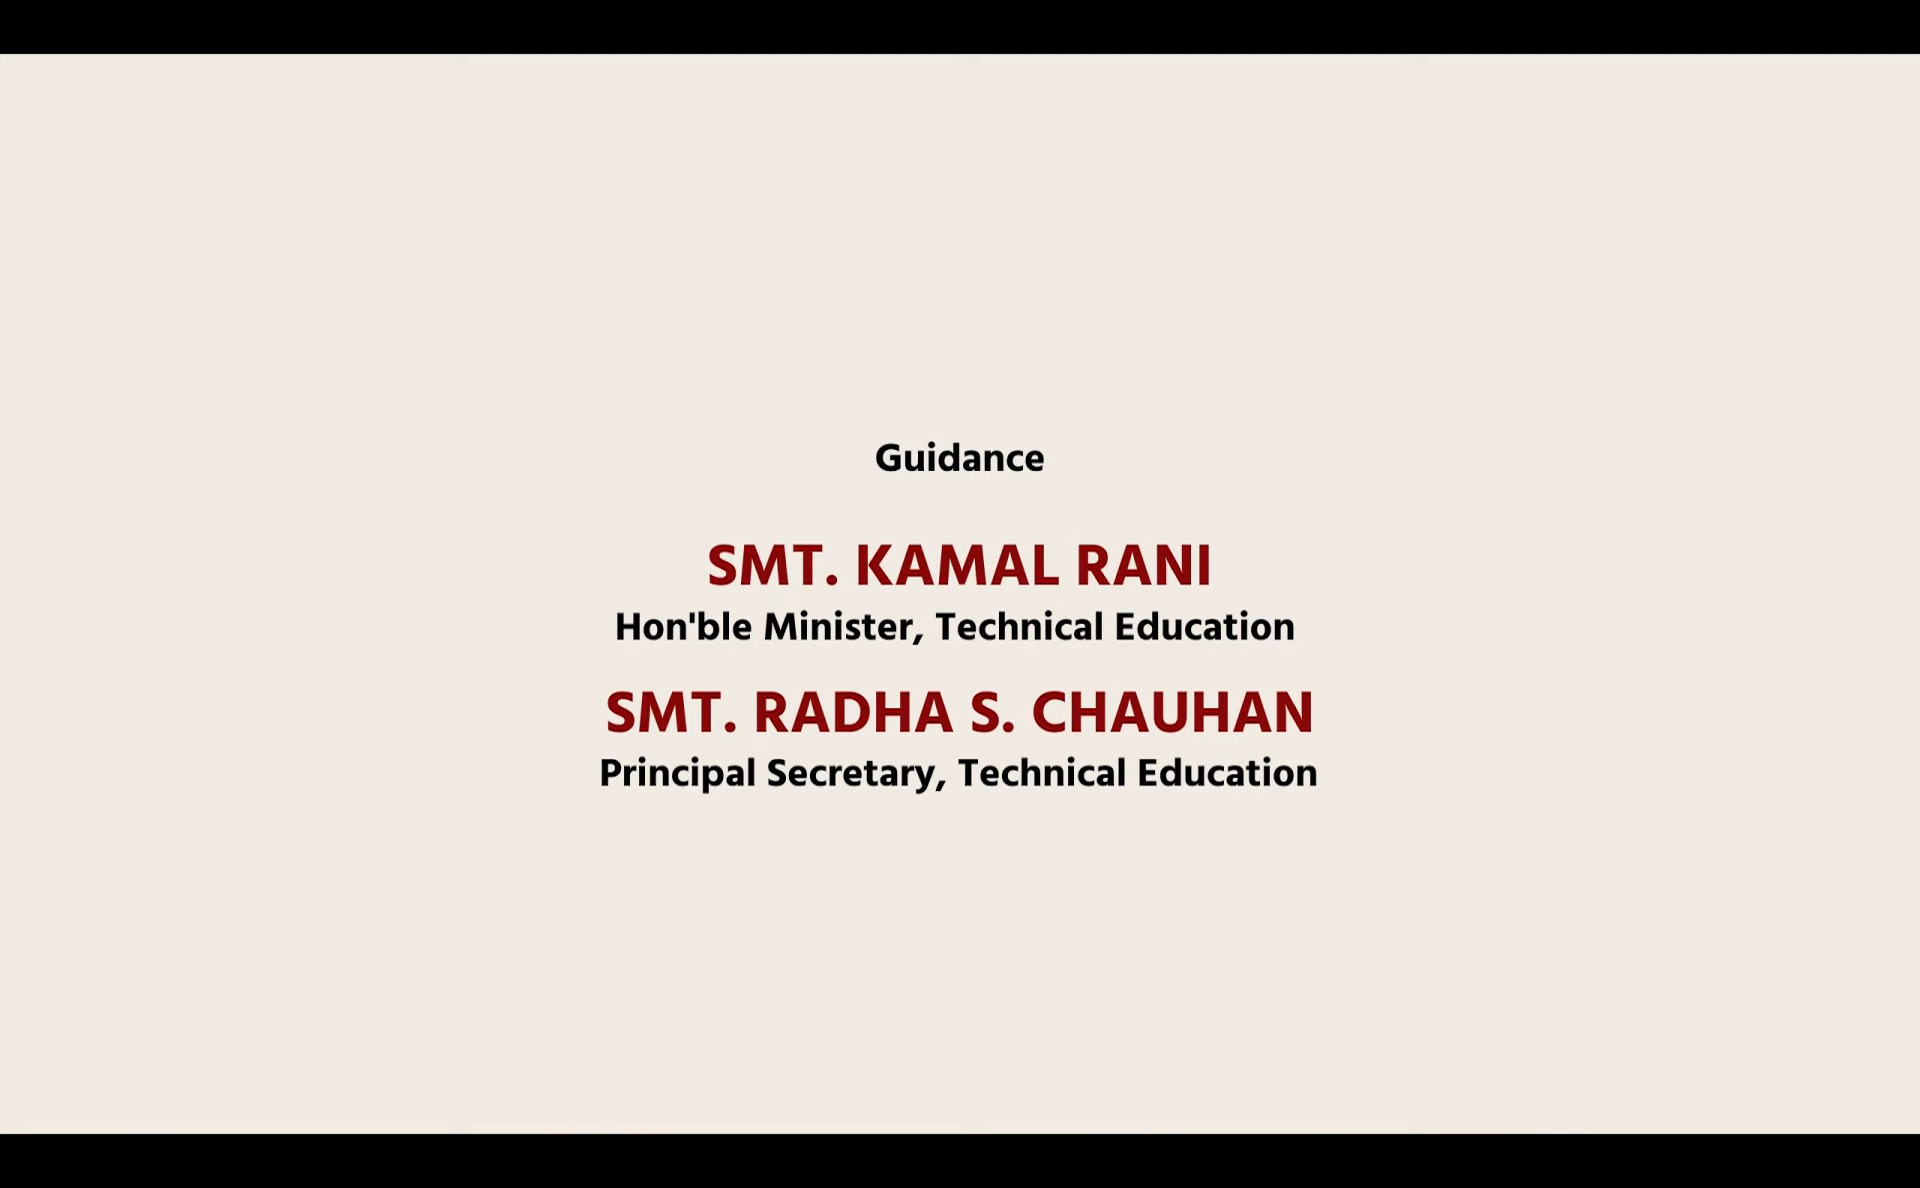 Guidance
SMT. KAMAL RANI
Hon'ble Minister, Technical Education
SMT. RADHA S. CHAUHAN
Principal Secretary, Technical Education